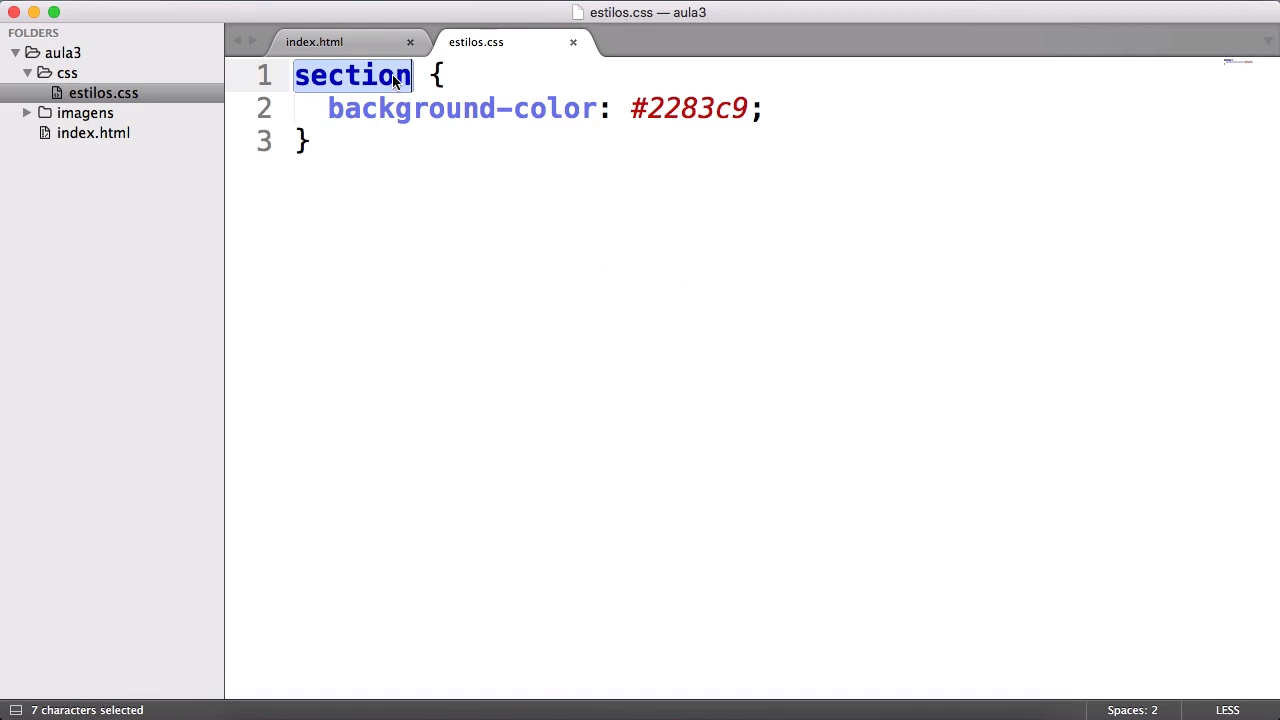 estilos.css — aula3
FOLDERS
aula3
css
estilos.css
imagens
index.html
index.html
estilos.css
1 section {
2 background-color: #2283c9;
3 }
7 characters selected
Spaces: 2
LESS